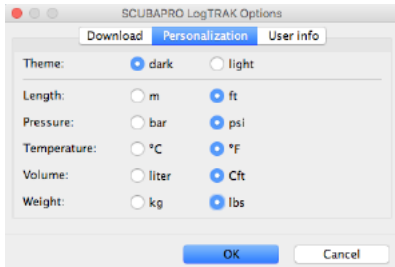 SCUBAPRO LogTRAK Options
Download Personalization User info
Theme: dark light
Length: m ft
Pressure: bar psi
Temperature: °C °F
Volume: liter Cft
Weight: kg lbs
OK Cancel